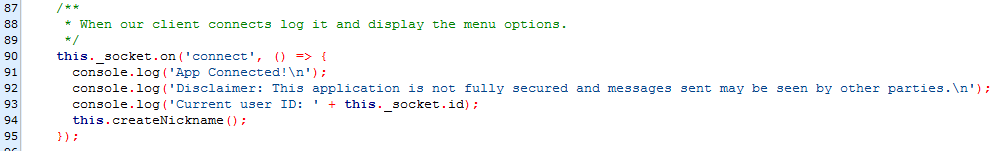 87 /**
88 * When our client connects log it and display the menu options.
89 */
90 this._socket.on('connect', () => {
91 console.log('App Connected!\n');
92 console.log('Disclaimer: This application is not fully secured and messages sent may be seen by other parties.\n');
93 console.log('Current user ID: ' + this._socket.id);
94 this.createNickname();
95 });